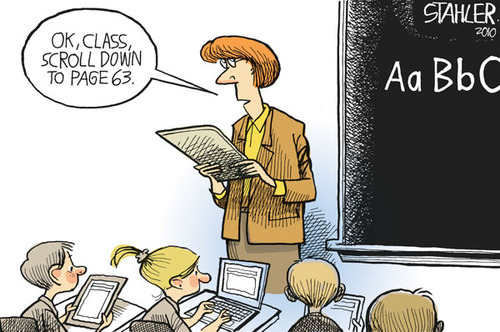 STAHLER
2010
OK, CLASS,
SCROLL DOWN
TO PAGE 63.
Aa BbC